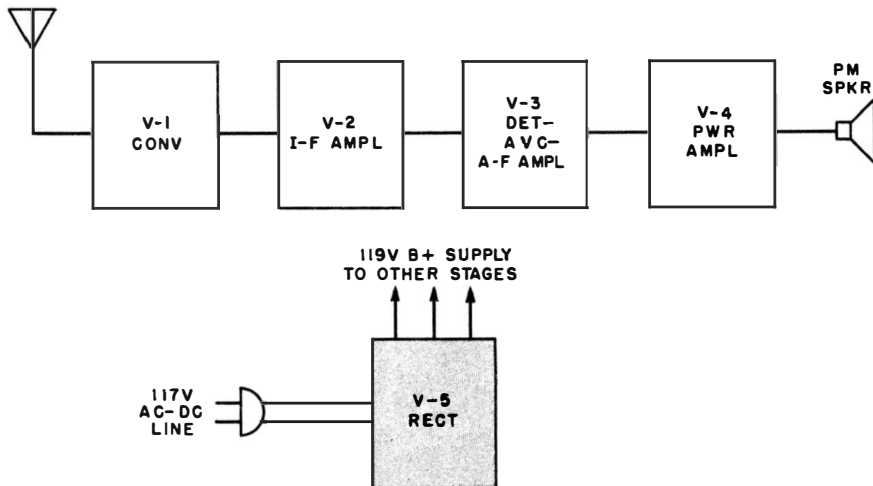 V-1
CONV
V-2
I-F AMPL
V-3
DET-
AVC-
A-F AMPL
V-4
PWR
AMPL
PM
SPKR
119V B+ SUPPLY
TO OTHER STAGES
117V
AC-DC
LINE
V-5
RECT